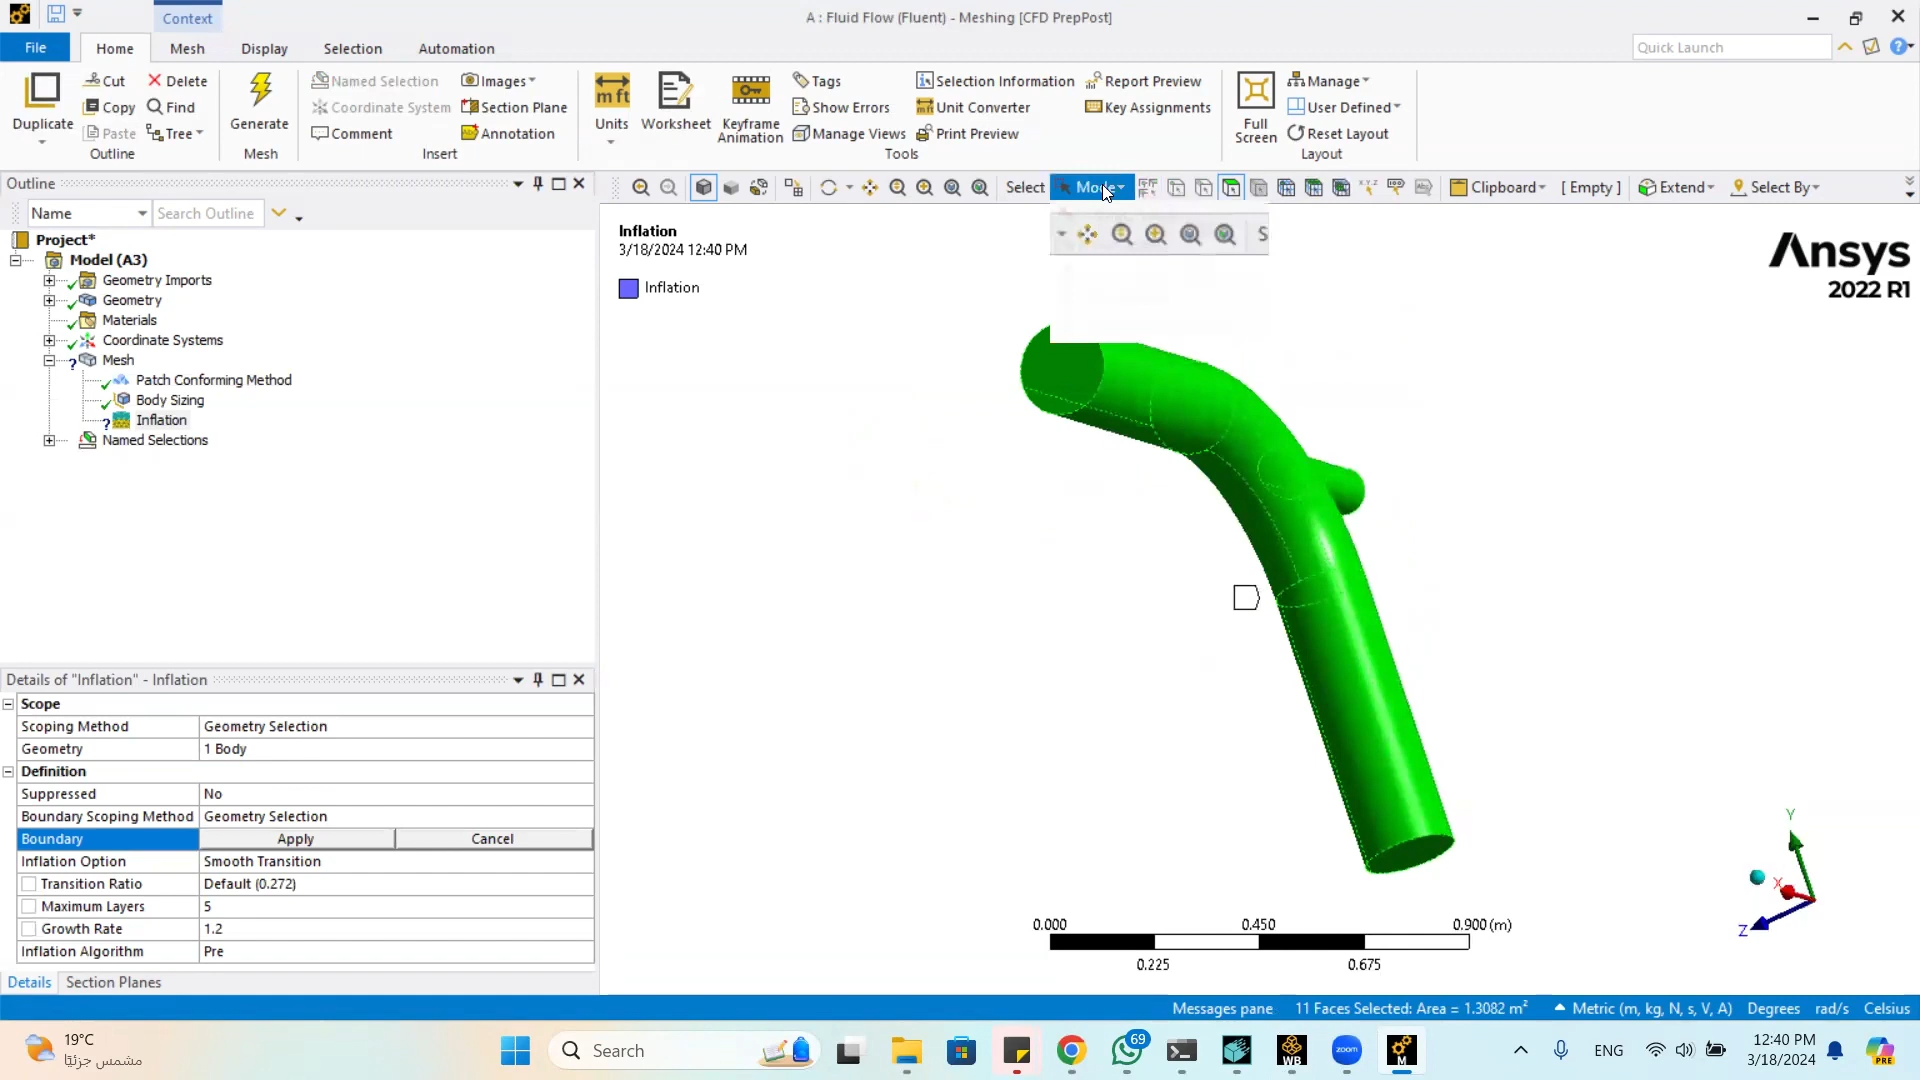 Context
A : Fluid Flow (Fluent) - Meshing [CFD PrepPost]
File Home Mesh Display Selection Automation
Quick Launch
Duplicate
Cut
Copy
Paste
Delete
Find
Tree
Outline
Generate
Mesh
Named Selection
Coordinate System
Comment
Images
Section Plane
Annotation
Insert
Units
Worksheet
Keyframe
Animation
Tags
Show Errors
Manage Views
Selection Information
Unit Converter
Print Preview
Report Preview
Key Assignments
Tools
Full
Screen
Manage
User Defined
Reset Layout
Layout
Outline
Name
Search Outline
Select
Mode
Clipboard
[ Empty ]
Extend
Select By
Project*
Model (A3)
Geometry Imports
Geometry
Materials
Coordinate Systems
Mesh
Patch Conforming Method
Body Sizing
Inflation
Named Selections
Inflation
3/18/2024 12:40 PM
Inflation
Ansys
2022 R1
Details of "Inflation" - Inflation
Scope
Scoping Method Geometry Selection
Geometry 1 Body
Definition
Suppressed No
Boundary Scoping Method Geometry Selection
Boundary Apply Cancel
Inflation Option Smooth Transition
Transition Ratio Default (0.272)
Maximum Layers 5
Growth Rate 1.2
Inflation Algorithm Pre
Details Section Planes
0.000 0.450 0.900 (m)
0.225 0.675
Y
X
Z
Messages pane 11 Faces Selected: Area = 1.3082 m² Metric (m, kg, N, s, V, A) Degrees rad/s Celsius
19°C
مشمس جزئيًا
Search
69
WB
zoom
M
ENG
12:40 PM
3/18/2024
PRE